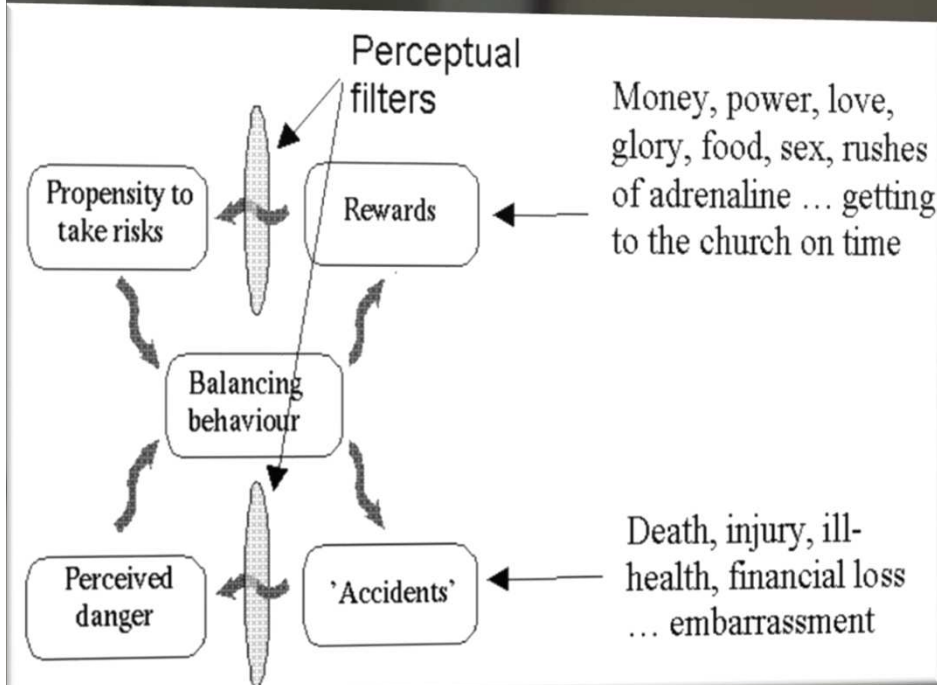 Perceptual
filters
Money, power, love,
glory, food, sex, rushes
of adrenaline ... getting
to the church on time
Propensity to
take risks
Rewards
Balancing
behaviour
Perceived
danger
'Accidents'
Death, injury, ill-
health, financial loss
... embarrassment